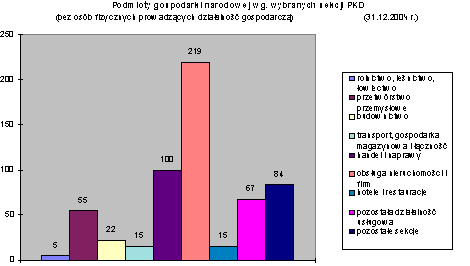 Podmioty gospodarki narodowej wg. wybranych sekcji PKD
(bez osób fizycznych prowadzących działalność gospodarczą) (31.12.2004 r.)
250
200
150
100
50
0
5
55
22
15
100
219
15
67
84
rolnictwo, leśnictwo,
łowiectwo
przetwórstwo
przemysłowe
budownictwo
transport, gospodarka
magazynowa i łączność
handel i naprawy
obsługa nieruchomości i
firm
hotele i restauracje
pozostała działalność
usługowa
pozostałe sekcje